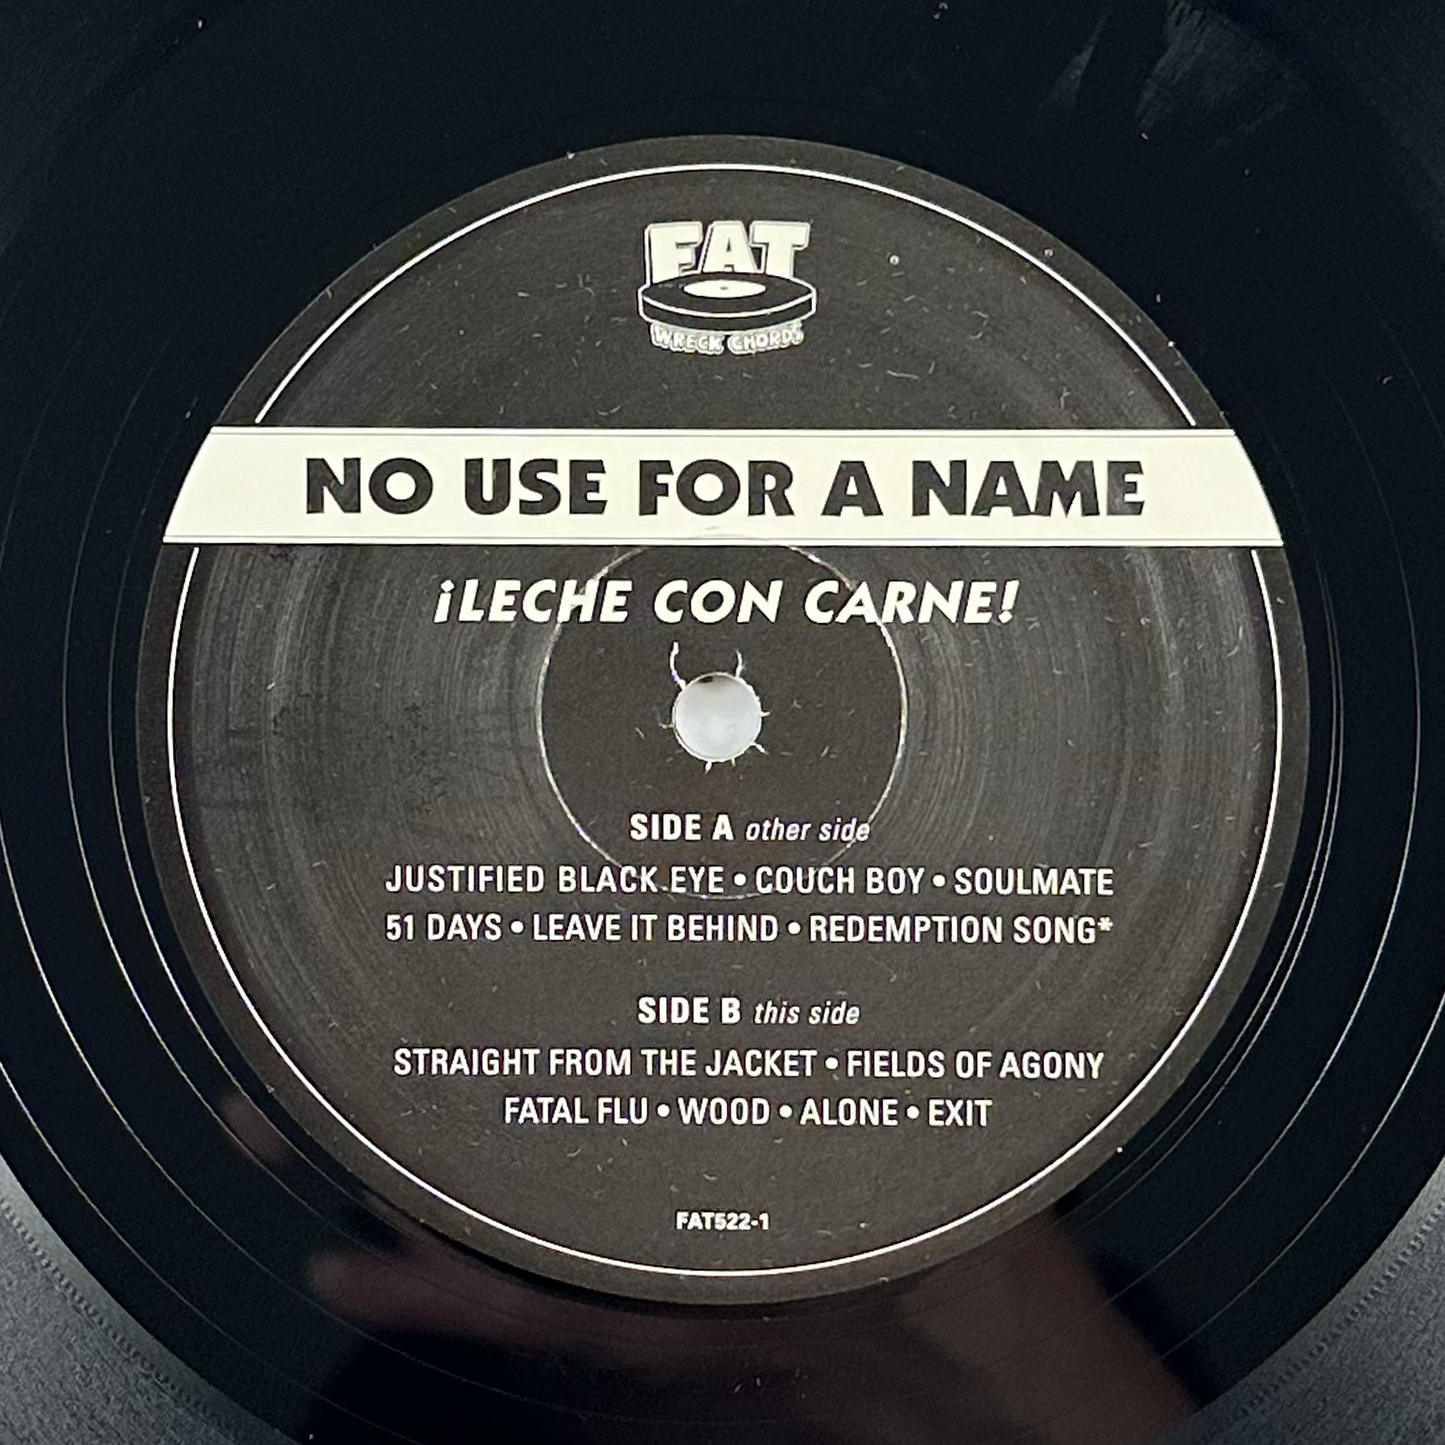 FAT
WRECK CHORDS
NO USE FOR A NAME
¡LECHE CON CARNE!
SIDE A other side
JUSTIFIED BLACK EYE • COUCH BOY • SOULMATE
51 DAYS • LEAVE IT BEHIND • REDEMPTION SONG*
SIDE B this side
STRAIGHT FROM THE JACKET • FIELDS OF AGONY
FATAL FLU • WOOD • ALONE • EXIT
FAT522-1